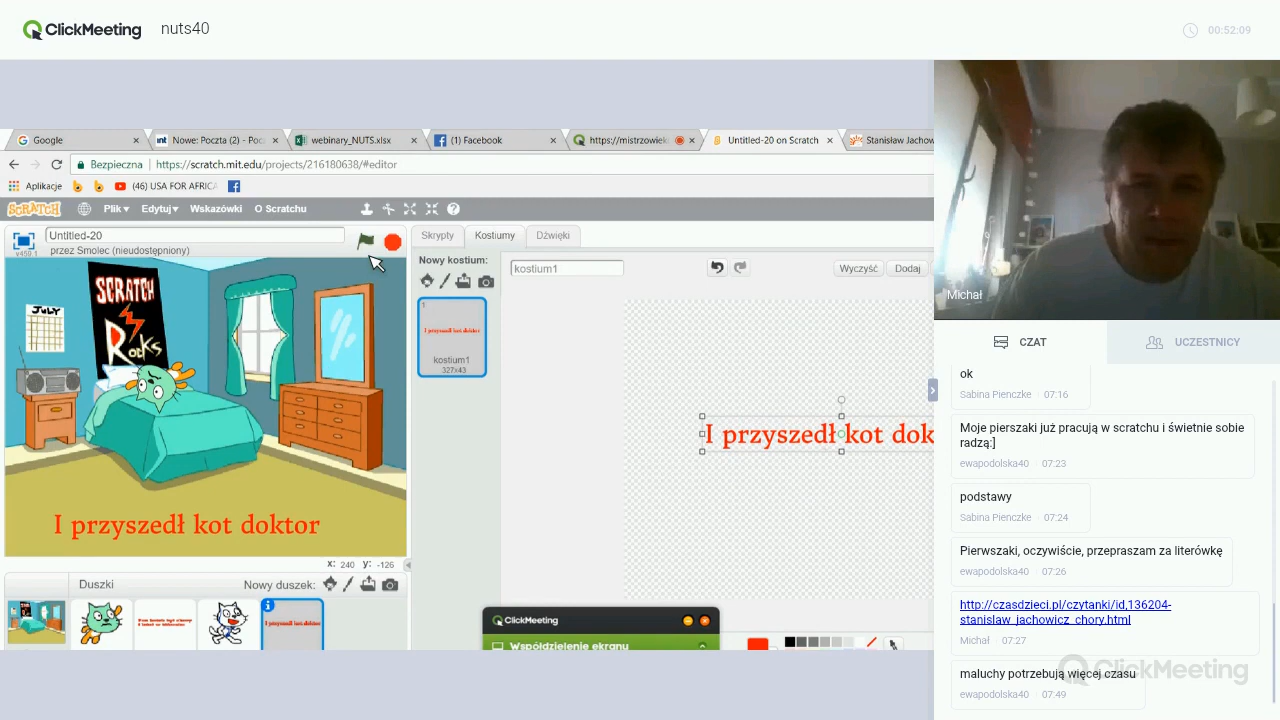 ClickMeeting
nuts40
00:52:09
Google
Nowe: Poczta (2) - Poc
webinary_NUTS.xlsx
(1) Facebook
https://mistrzowiek
Untitled-20 on Scratch
Stanisław Jachow
Bezpieczna
https://scratch.mit.edu/projects/216180638/#editor
Aplikacje
(46) USA FOR AFRICA
SCRATCH
Plik
Edytuj
Wskazówki
O Scratchu
Untitled-20
przez Smolec (nieudostępniony)
v459.1
Skrypty
Kostiumy
Dźwięki
Nowy kostium:
kostium1
Wyczyść
Dodaj
1
I przyszedł kot doktor
kostium1
327x43
SCRATCH
Rocks
JULY
I przyszedł kot doktor
I przyszedł kot dok
x: 240 y: -126
Duszki
Nowy duszek:
I przyszedł kot doktor
ClickMeeting
Współdzielenie ekranu
Michał
CZAT
UCZESTNICY
ok
Sabina Pienczke 07:16
Moje pierszaki już pracują w scratchu i świetnie sobie
radzą:]
ewapodolska40 07:23
podstawy
Sabina Pienczke 07:24
Pierwszaki, oczywiście, przepraszam za literówkę
ewapodolska40 07:26
http://czasdzieci.pl/czytanki/id,136204-
stanislaw_jachowicz_chory.html
Michał 07:27
maluchy potrzebują więcej czasu
ewapodolska40 07:49
ClickMeeting